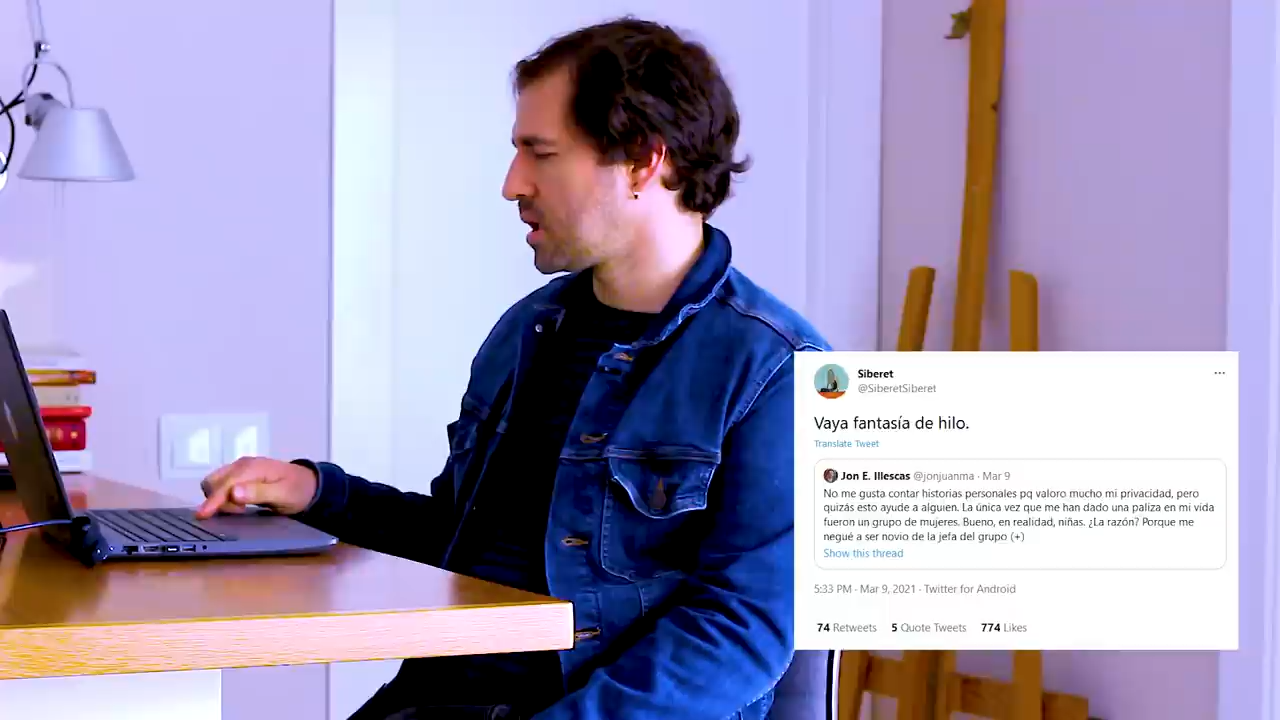 Siberet
@SiberetSiberet
Vaya fantasía de hilo.
Translate Tweet
Jon E. Illescas @jonjuanma · Mar 9
No me gusta contar historias personales pq valoro mucho mi privacidad, pero
quizás esto ayude a alguien. La única vez que me han dado una paliza en mi vida
fueron un grupo de mujeres. Bueno, en realidad, niñas. ¿La razón? Porque me
negué a ser novio de la jefa del grupo (+)
Show this thread
5:33 PM · Mar 9, 2021 · Twitter for Android
74 Retweets 5 Quote Tweets 774 Likes